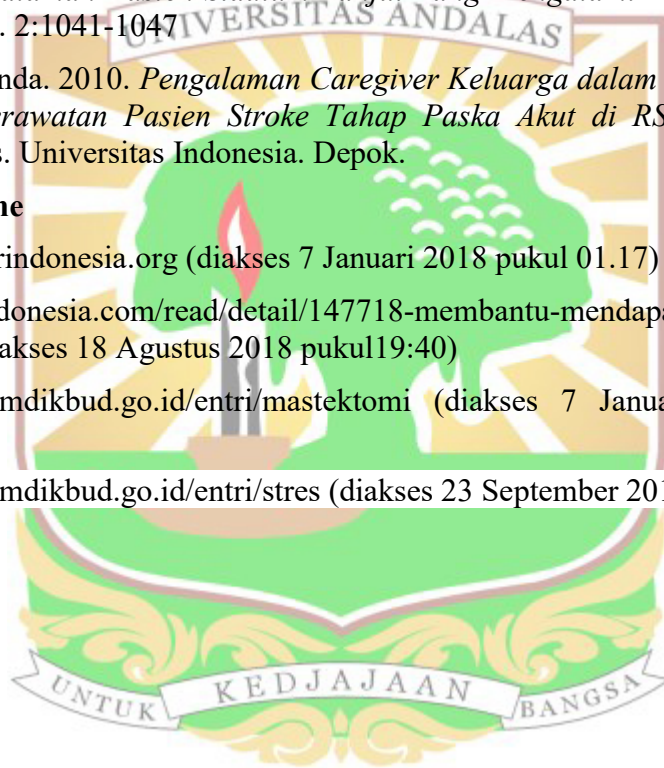 . 2:1041-1047
UNIVERSITAS ANDALAS
nda. 2010. Pengalaman Caregiver Keluarga dalam
erawatan Pasien Stroke Tahap Paska Akut di RS
s. Universitas Indonesia. Depok.
ne
rindonesia.org (diakses 7 Januari 2018 pukul 01.17)
donesia.com/read/detail/147718-membantu-mendapa
akses 18 Agustus 2018 pukul19:40)
mdikbud.go.id/entri/mastektomi (diakses 7 Janua
mdikbud.go.id/entri/stres (diakses 23 September 201
UNTUK KEDJAJAAN BANGSA